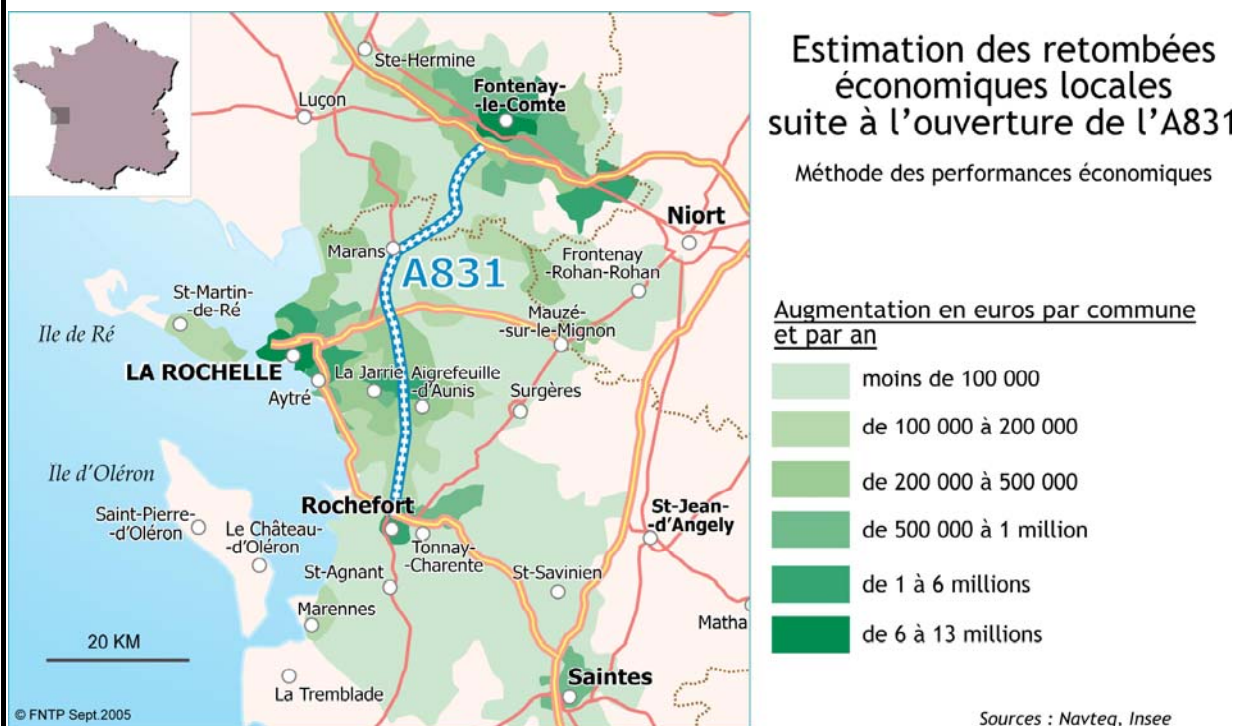 Estimation des retombées
économiques locales
suite à l'ouverture de l'A831
Méthode des performances économiques
Augmentation en euros par commune
et par an
moins de 100 000
de 100 000 à 200 000
de 200 000 à 500 000
de 500 000 à 1 million
de 1 à 6 millions
de 6 à 13 millions
Sources : Navteq, Insee
Ste-Hermine
Luçon
Fontenay-
-le-Comte
Niort
Marans
A831
Frontenay
-Rohan-Rohan
St-Martin-
-de-Ré
Ile de Ré
Mauzé-
-sur-le-Mignon
LA ROCHELLE
Aytré
La Jarrie
Aigrefeuille
-d'Aunis
Surgères
Ile d'Oléron
Rochefort
Saint-Pierre-
-d'Oléron
Le Château-
-d'Oléron
Tonnay-
-Charente
St-Jean-
-d'Angely
St-Agnant
St-Savinien
Marennes
Matha
20 KM
La Tremblade
Saintes
© FNTP Sept.2005